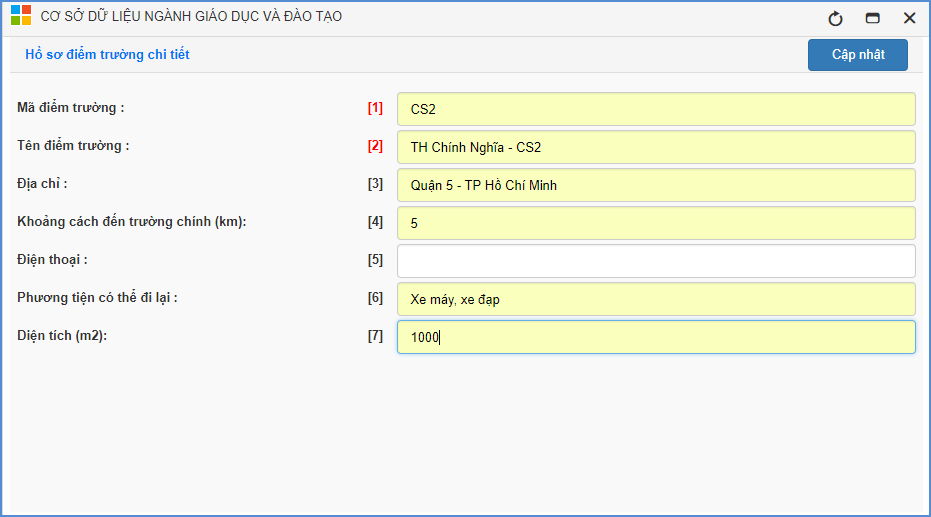 CƠ SỞ DỮ LIỆU NGÀNH GIÁO DỤC VÀ ĐÀO TẠO
Hồ sơ điểm trường chi tiết Cập nhật
Mã điểm trường : [1] CS2
Tên điểm trường : [2] TH Chính Nghĩa - CS2
Địa chỉ : [3] Quận 5 - TP Hồ Chí Minh
Khoảng cách đến trường chính (km): [4] 5
Điện thoại : [5]
Phương tiện có thể đi lại : [6] Xe máy, xe đạp
Diện tích (m2): [7] 1000